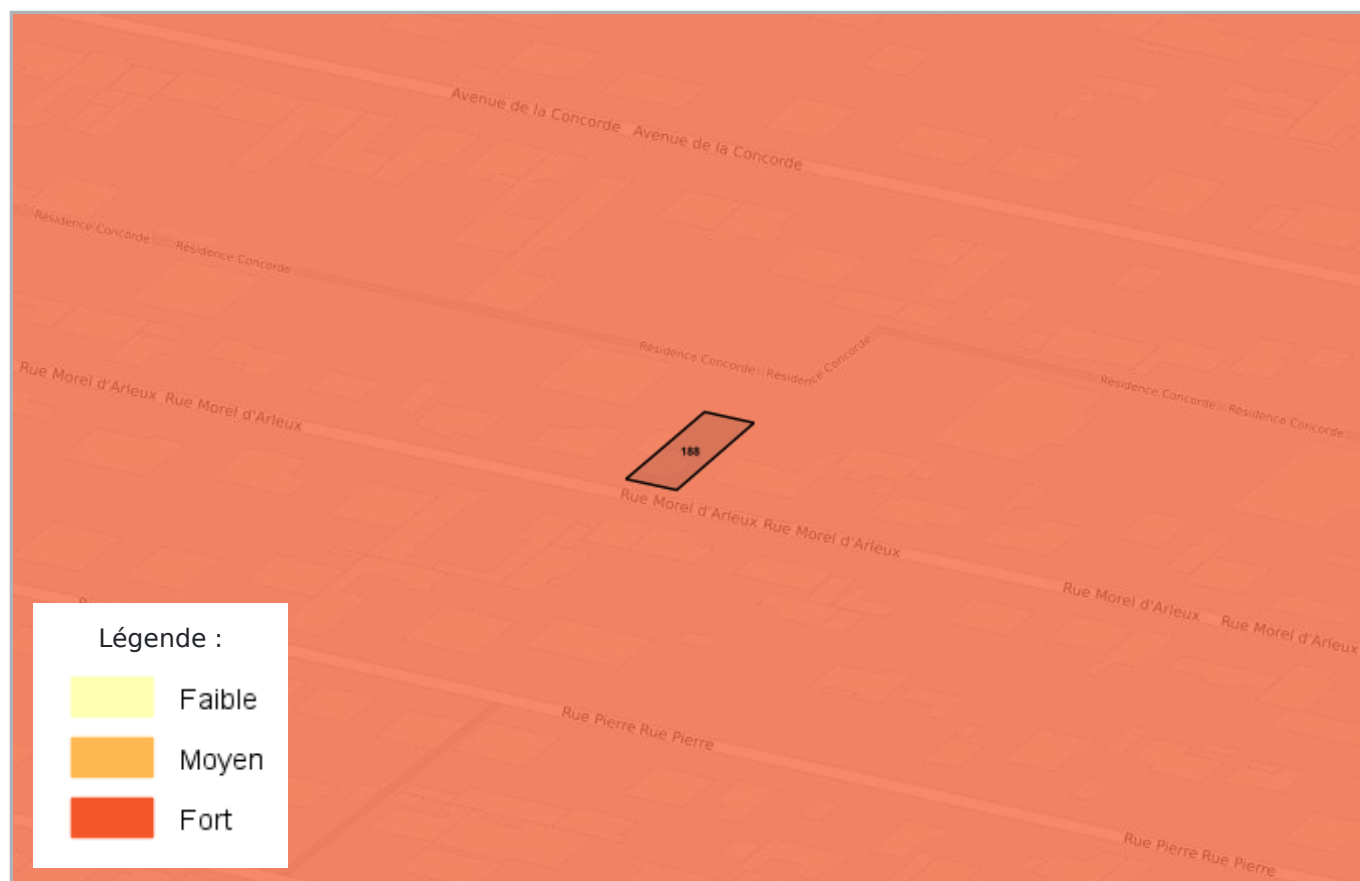 Avenue de la Concorde Avenue de la Concorde
Résidence Concorde Résidence Concorde
Résidence Concorde Résidence Concorde
Rue Morel d'Arleux Rue Morel d'Arleux
Résidence Concorde Résidence Concorde
188
Rue Morel d'Arleux Rue Morel d'Arleux
Rue Morel d'Arleux Rue Morel d'Arleux
Légende :
Faible
Moyen
Fort
Rue Pierre Rue Pierre
Rue Pierre Rue Pierre